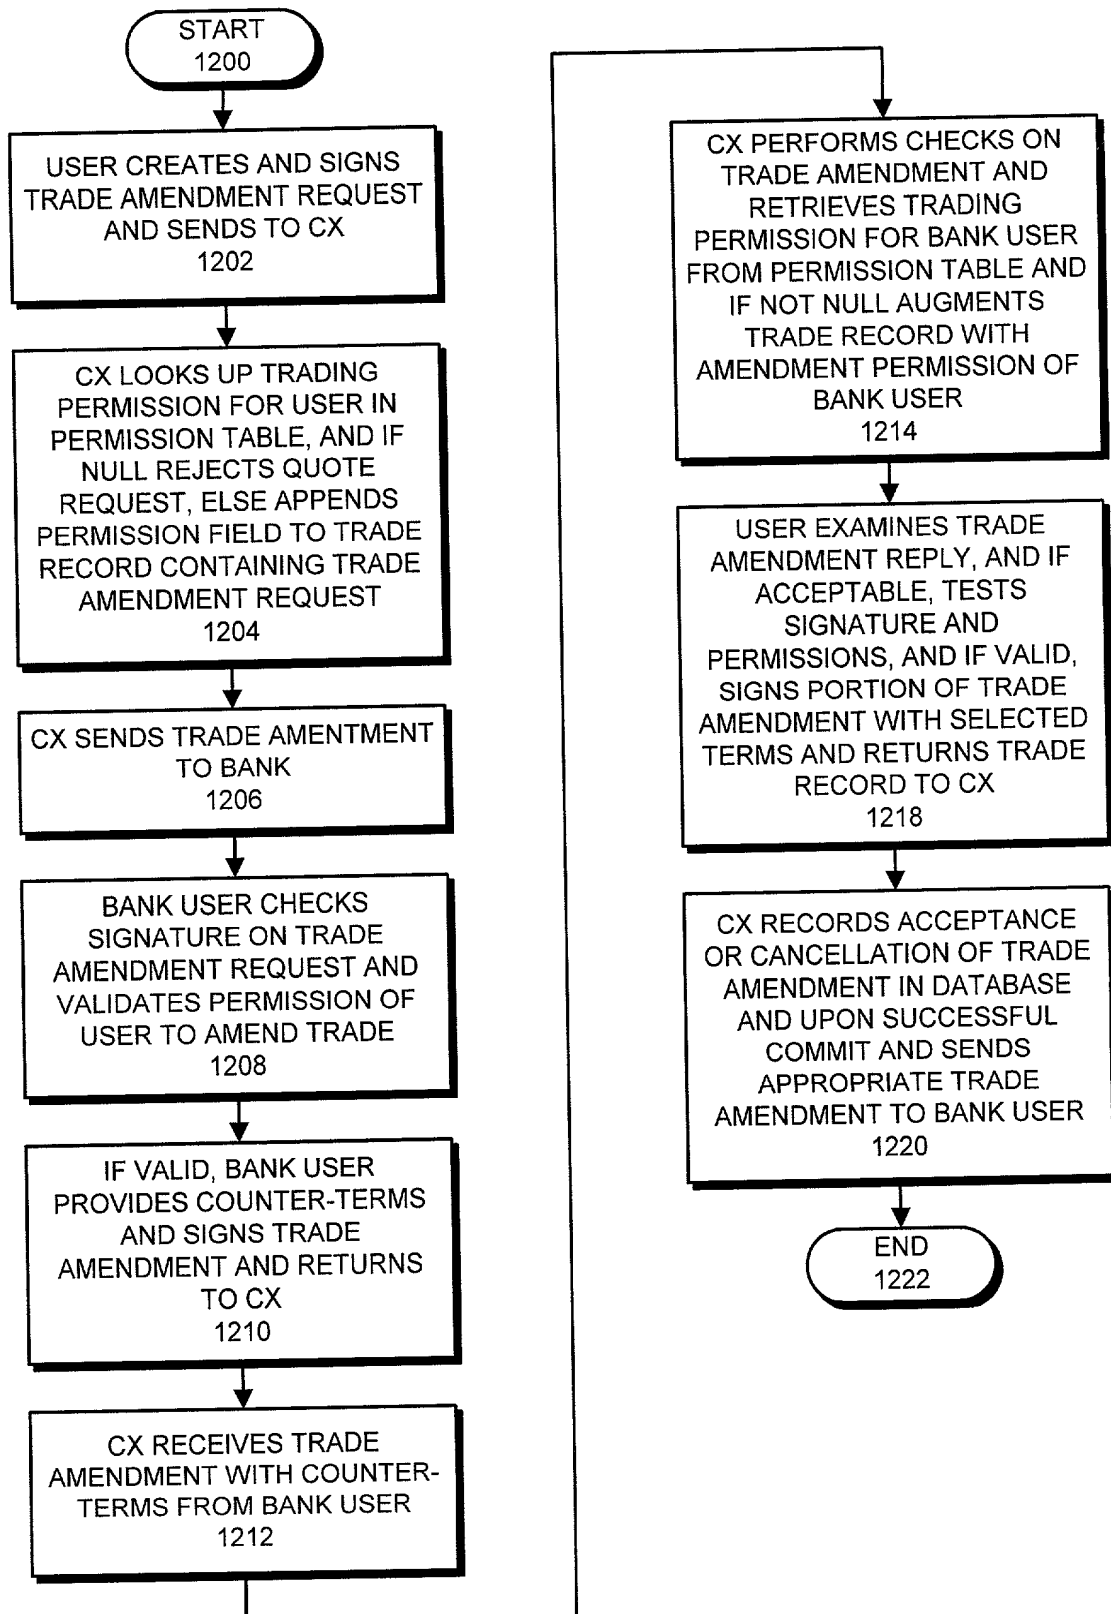 START
1200
USER CREATES AND SIGNS
TRADE AMENDMENT REQUEST
AND SENDS TO CX
1202
CX LOOKS UP TRADING
PERMISSION FOR USER IN
PERMISSION TABLE, AND IF
NULL REJECTS QUOTE
REQUEST, ELSE APPENDS
PERMISSION FIELD TO TRADE
RECORD CONTAINING TRADE
AMENDMENT REQUEST
1204
CX SENDS TRADE AMENTMENT
TO BANK
1206
BANK USER CHECKS
SIGNATURE ON TRADE
AMENDMENT REQUEST AND
VALIDATES PERMISSION OF
USER TO AMEND TRADE
1208
IF VALID, BANK USER
PROVIDES COUNTER-TERMS
AND SIGNS TRADE
AMENDMENT AND RETURNS
TO CX
1210
CX RECEIVES TRADE
AMENDMENT WITH COUNTER-
TERMS FROM BANK USER
1212
CX PERFORMS CHECKS ON
TRADE AMENDMENT AND
RETRIEVES TRADING
PERMISSION FOR BANK USER
FROM PERMISSION TABLE AND
IF NOT NULL AUGMENTS
TRADE RECORD WITH
AMENDMENT PERMISSION OF
BANK USER
1214
USER EXAMINES TRADE
AMENDMENT REPLY, AND IF
ACCEPTABLE, TESTS
SIGNATURE AND
PERMISSIONS, AND IF VALID,
SIGNS PORTION OF TRADE
AMENDMENT WITH SELECTED
TERMS AND RETURNS TRADE
RECORD TO CX
1218
CX RECORDS ACCEPTANCE
OR CANCELLATION OF TRADE
AMENDMENT IN DATABASE
AND UPON SUCCESSFUL
COMMIT AND SENDS
APPROPRIATE TRADE
AMENDMENT TO BANK USER
1220
END
1222